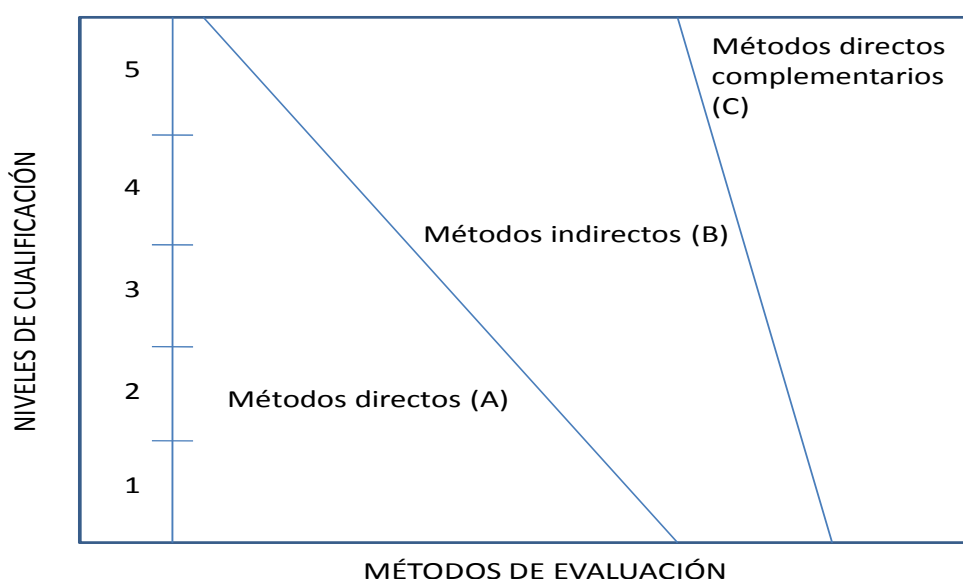 NIVELES DE CUALIFICACIÓN
5
4
3
2
1
Métodos directos
complementarios
(C)
Métodos indirectos (B)
Métodos directos (A)
MÉTODOS DE EVALUACIÓN